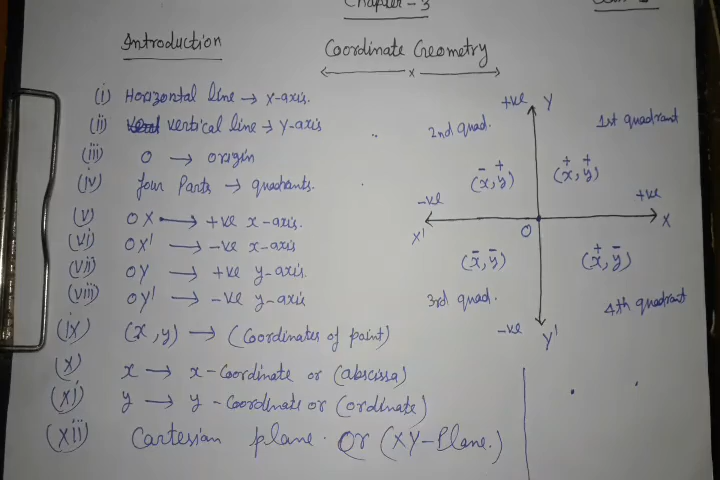 Chapter - 3
Introduction
Coordinate Geometry
x
(i) Horizontal line → x-axis.
(ii) vertical line → y-axis
(iii) O → origin
(iv) four Parts → quadrants.
(v) OX → +ve x-axis.
(vi) OX' → -ve x-axis
(vii) OY → +ve y-axis.
(viii) OY' → -ve y-axis
(ix) (x, y) → (Coordinates of point)
(x) x → x-Coordinate or (abscissa)
(xi) y → y-Coordinate or (ordinate)
(xii) Cartesian plane. Or (XY-Plane.)
+ve Y
2nd quad. 1st quadrant
- +
(x, y)
+ +
(x, y)
-ve +ve
X' O X
- -
(x, y)
+ -
(x, y)
3rd quad. 4th quadrant
-ve Y'